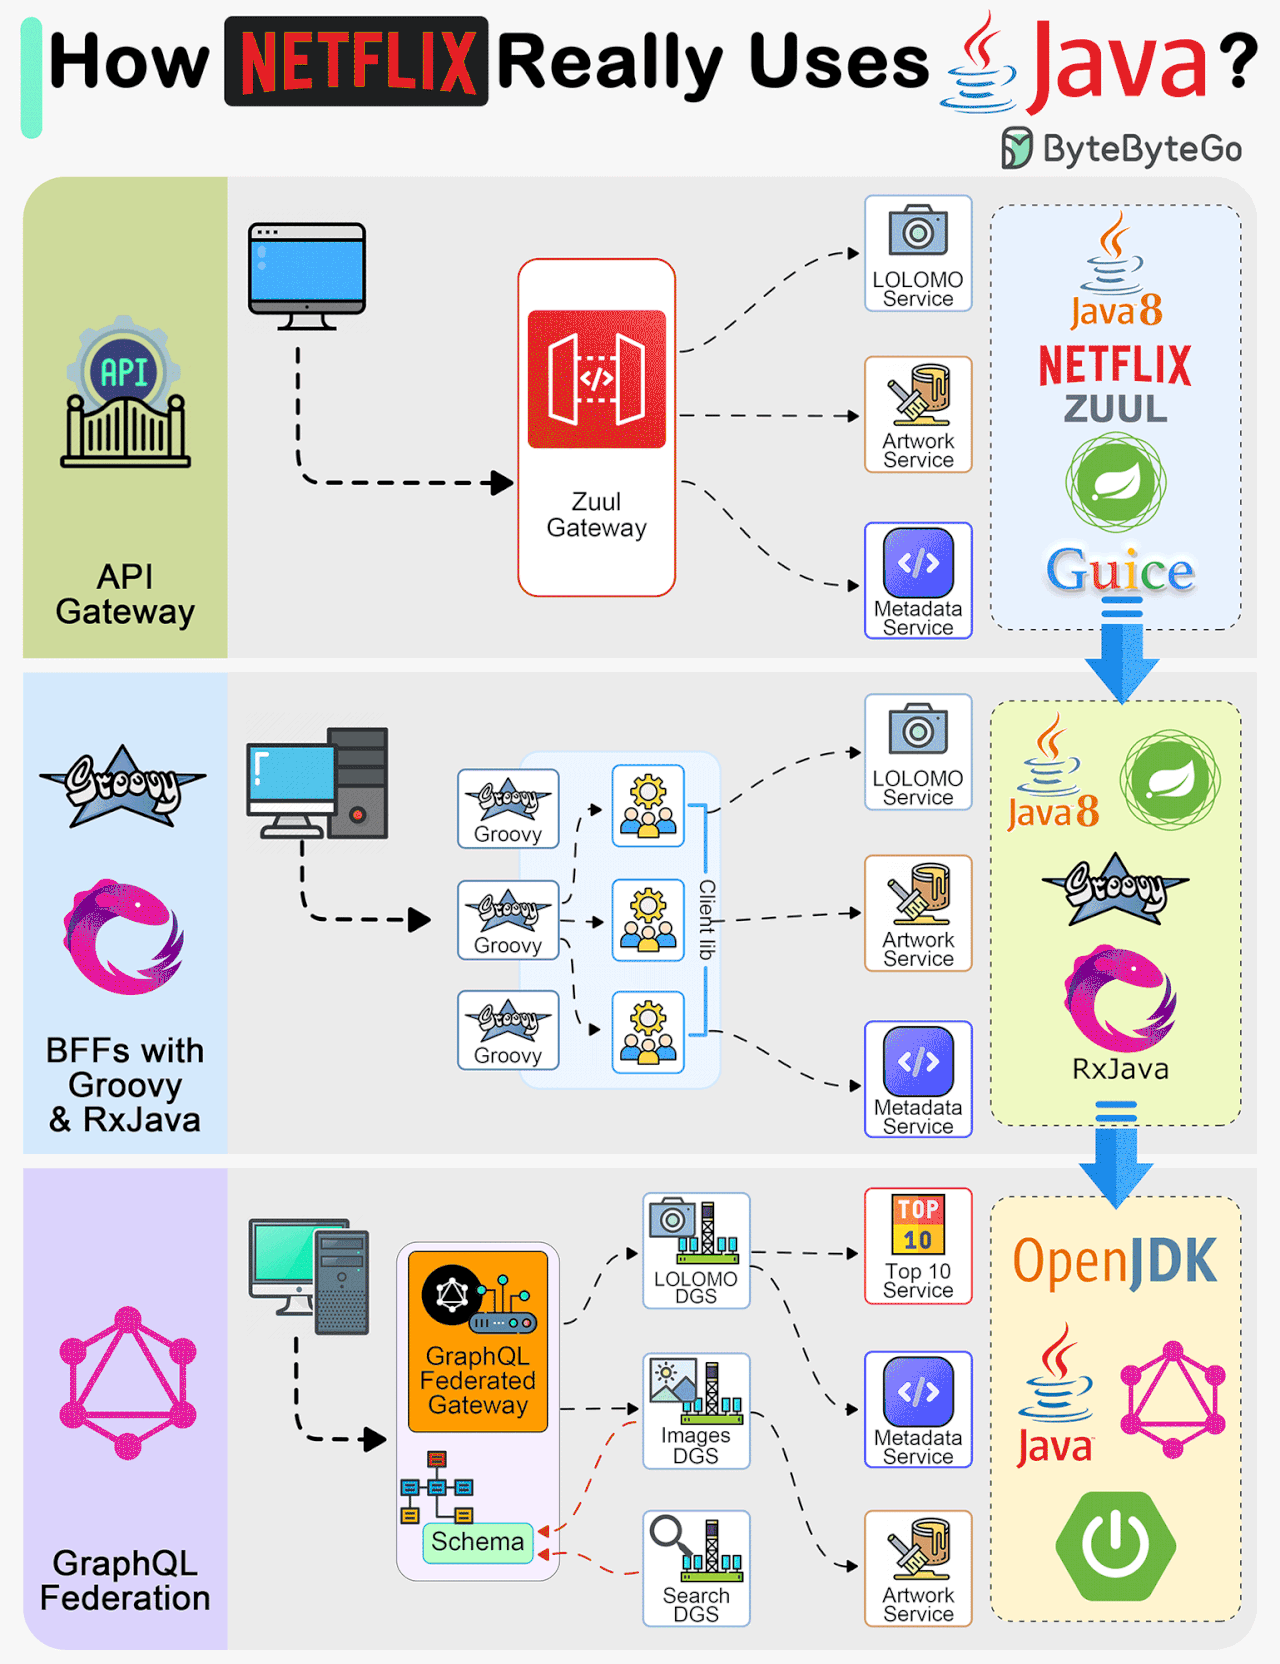 How NETFLIX Really Uses Java?
ByteByteGo
API
API
Gateway
</>
Zuul
Gateway
LOLOMO
Service
Artwork
Service
</>
Metadata
Service
Java 8
NETFLIX
ZUUL
Guice
Groovy
BFFs with
Groovy
& RxJava
Groovy
Groovy
Groovy
Groovy
Groovy
Groovy
Client lib
LOLOMO
Service
Artwork
Service
</>
Metadata
Service
Java 8
Groovy
RxJava
GraphQL
Federation
GraphQL
Federated
Gateway
Schema
LOLOMO
DGS
Images
DGS
Search
DGS
TOP
10
Top 10
Service
</>
Metadata
Service
Artwork
Service
OpenJDK
Java